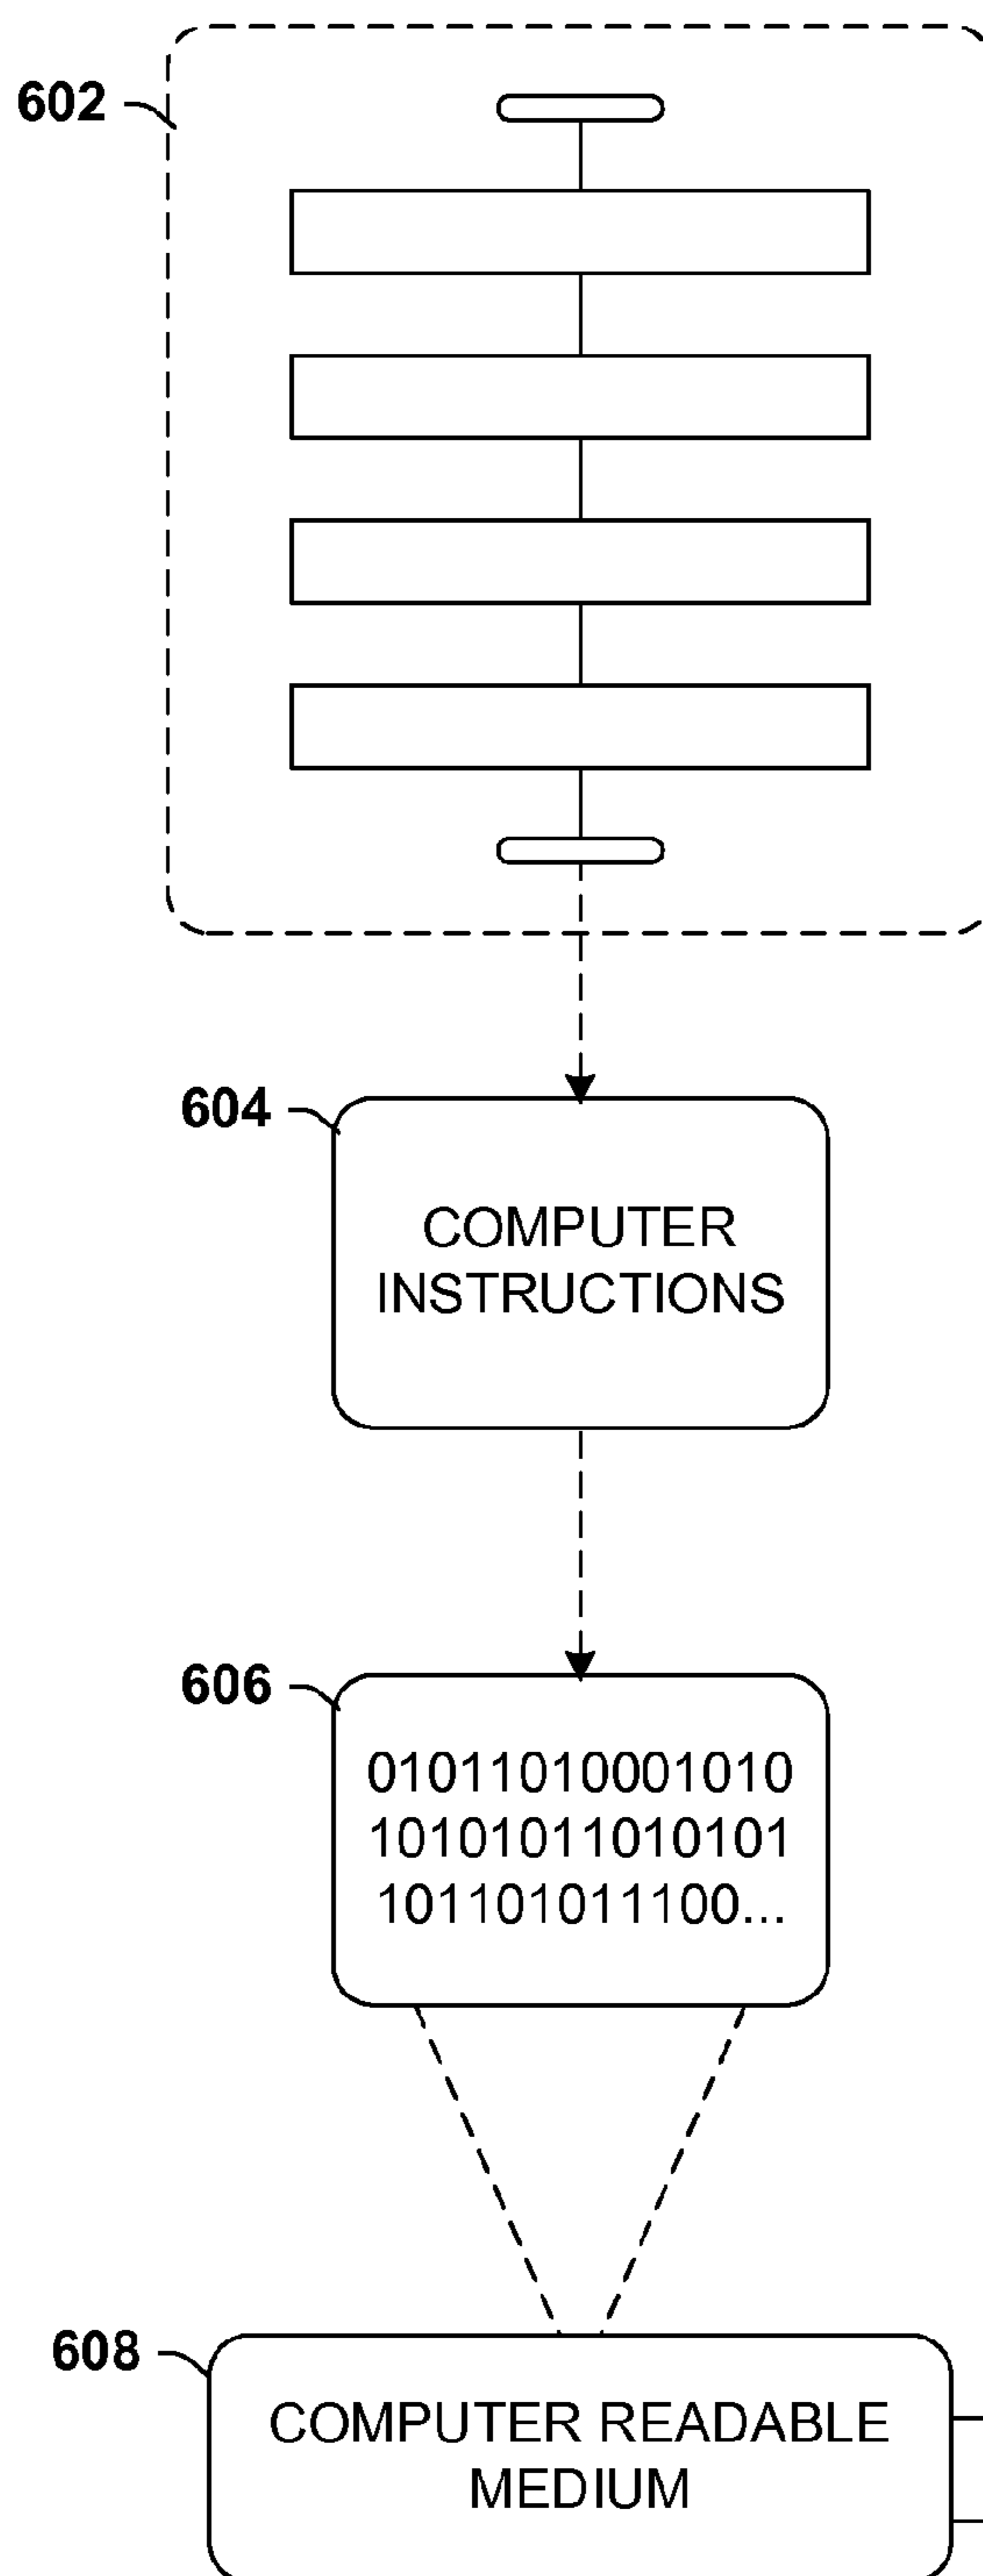 602
604
COMPUTER
INSTRUCTIONS
606
01011010001010
10101011010101
101101011100...
608
COMPUTER READABLE
MEDIUM